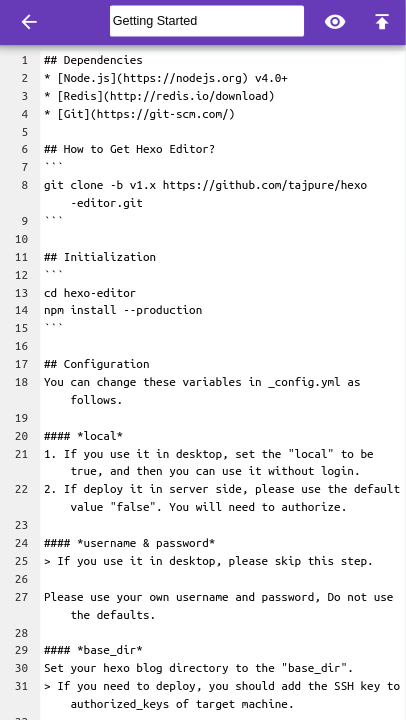 Getting Started
1 ## Dependencies
2 * [Node.js](https://nodejs.org) v4.0+
3 * [Redis](http://redis.io/download)
4 * [Git](https://git-scm.com/)
5
6 ## How to Get Hexo Editor?
7 ```
8 git clone -b v1.x https://github.com/tajpure/hexo
-editor.git
9 ```
10
11 ## Initialization
12 ```
13 cd hexo-editor
14 npm install --production
15 ```
16
17 ## Configuration
18 You can change these variables in _config.yml as
follows.
19
20 #### *local*
21 1. If you use it in desktop, set the "local" to be
true, and then you can use it without login.
22 2. If deploy it in server side, please use the default
value "false". You will need to authorize.
23
24 #### *username & password*
25 > If you use it in desktop, please skip this step.
26
27 Please use your own username and password, Do not use
the defaults.
28
29 #### *base_dir*
30 Set your hexo blog directory to the "base_dir".
31 > If you need to deploy, you should add the SSH key to
authorized_keys of target machine.